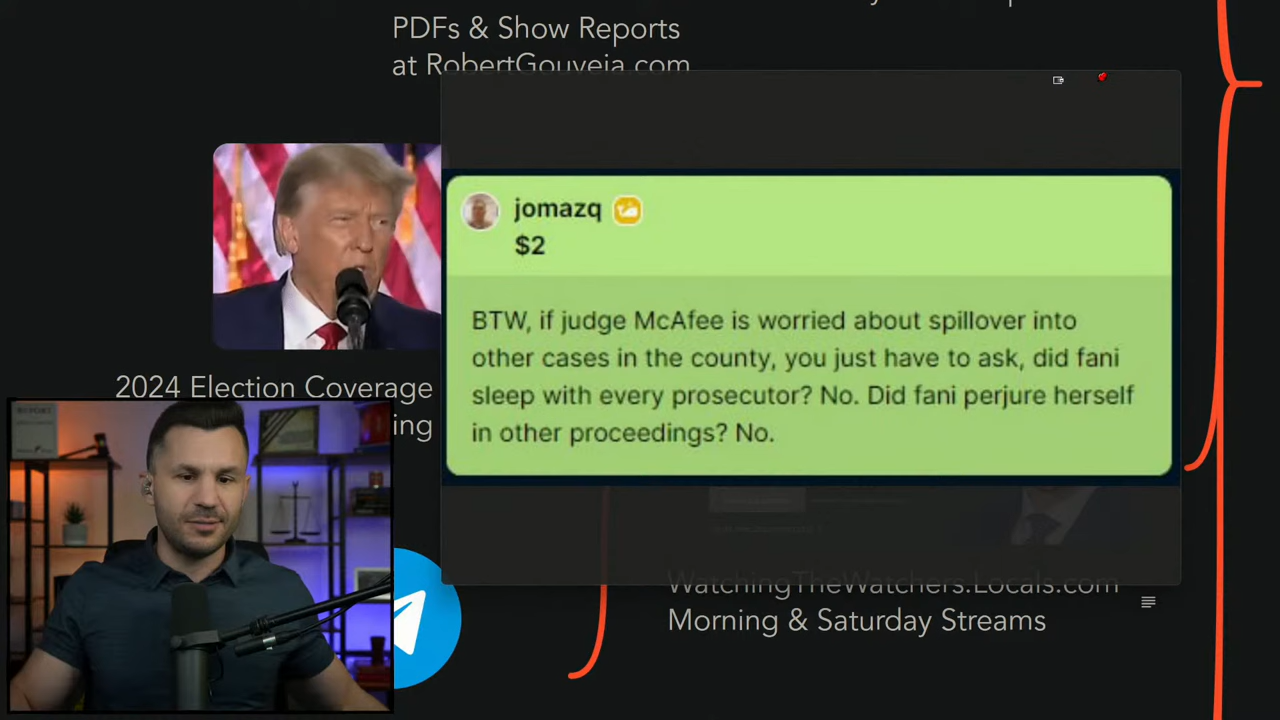 PDFs & Show Reports
at RobertGouveia.com
jomazq
$2
BTW, if judge McAfee is worried about spillover into
other cases in the county, you just have to ask, did fani
sleep with every prosecutor? No. Did fani perjure herself
in other proceedings? No.
2024 Election Coverage
ing
WatchingTheWatchers.Locals.com
Morning & Saturday Streams